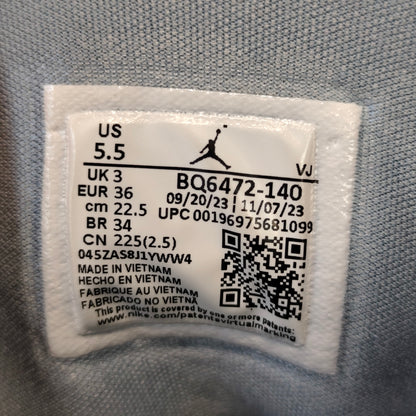 US
5.5
VJ
UK 3
BQ6472-140
EUR 36
09/20/23 | 11/07/23
cm 22.5
UPC 00196975681099
BR 34
CN 225(2.5)
045ZAS8J1YWW4
MADE IN VIETNAM
HECHO EN VIETNAM
FABRIQUE AU VIETNAM
FABRICADO NO VIETNÃ
This product is covered by one or more patents:
www.nike.com/patentsvirtualmarking